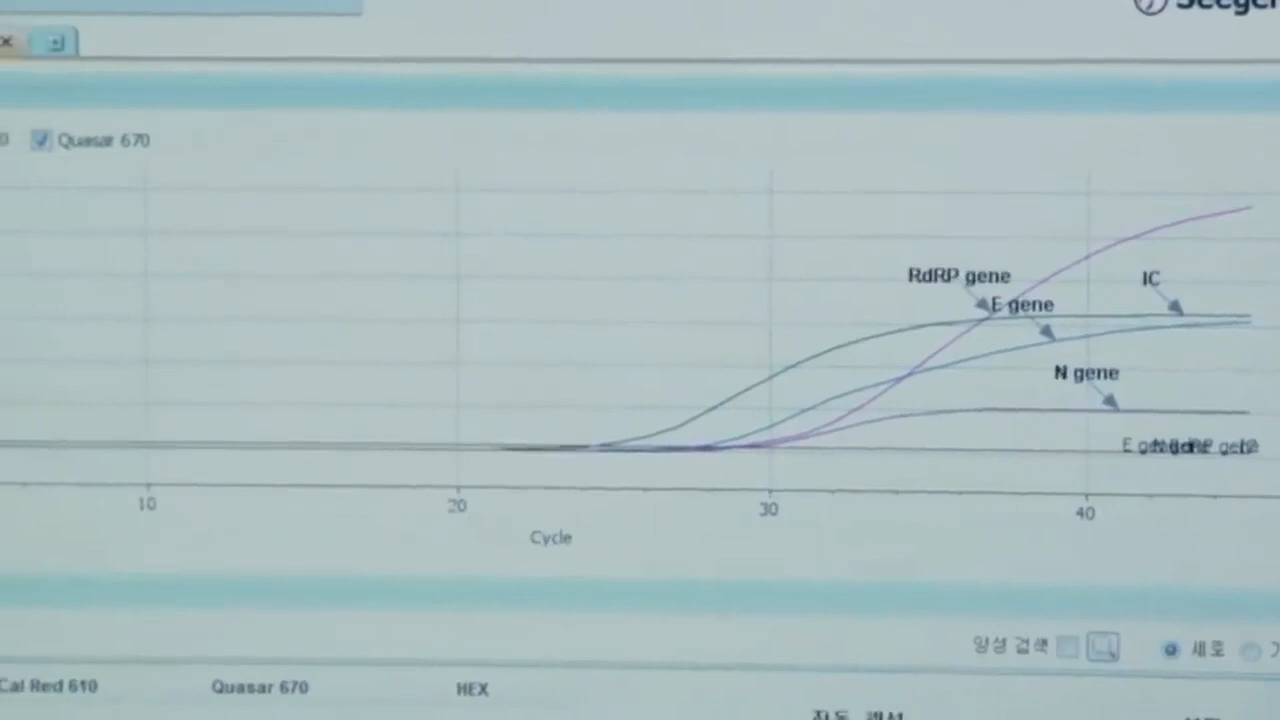 Quasar 670
RdRP gene
IC
E gene
N gene
10
20
30
40
Cycle
양성 검색
세로
Cal Red 610
Quasar 670
HEX